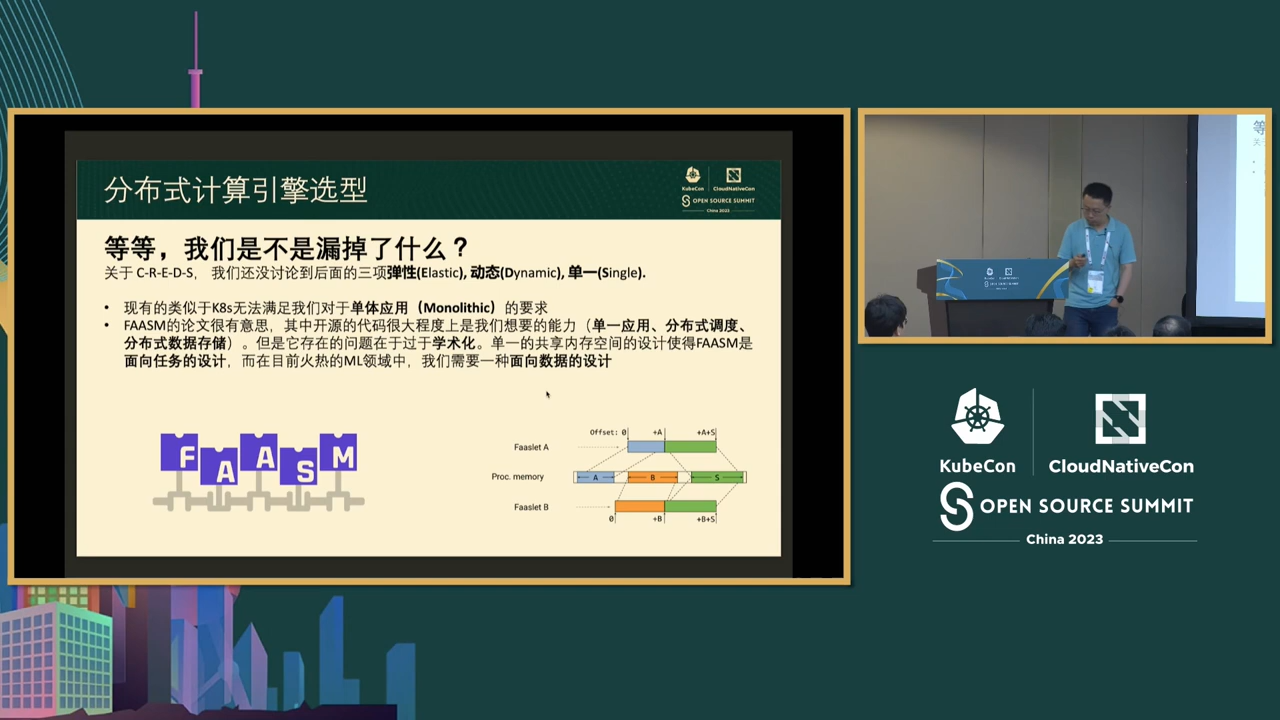 分布式计算引擎选型
KubeCon
CloudNativeCon
OPEN SOURCE SUMMIT
China 2023
等等，我们是不是漏掉了什么？
关于 C-R-E-D-S， 我们还没讨论到后面的三项弹性(Elastic), 动态(Dynamic), 单一(Single).
• 现有的类似于K8s无法满足我们对于单体应用（Monolithic）的要求
• FAASM的论文很有意思，其中开源的代码很大程度上是我们想要的能力（单一应用、分布式调度、
分布式数据存储）。但是它存在的问题在于过于学术化。单一的共享内存空间的设计使得FAASM是
面向任务的设计，而在目前火热的ML领域中，我们需要一种面向数据的设计
FAASM
Offset: 0 +A +A+S
Faaslet A
Proc. memory A B S
Faaslet B
0 +B +B+S
等
KubeCon
CloudNativeCon
OPEN SOURCE SUMMIT
China 2023